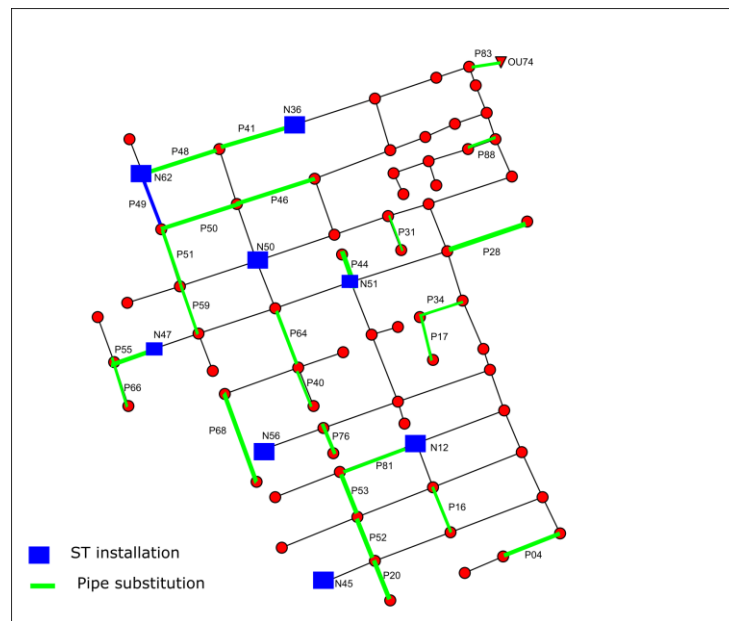 P83
OU74
N36
P41
P48
P88
N62
P49
P46
P50
P31
N50
P51
P44
P28
N51
P59
P34
P64
N47
P17
P55
P66
P40
P68
N56
P76
N12
P81
P53
P16
P52
ST installation
P04
P20
N45
Pipe substitution